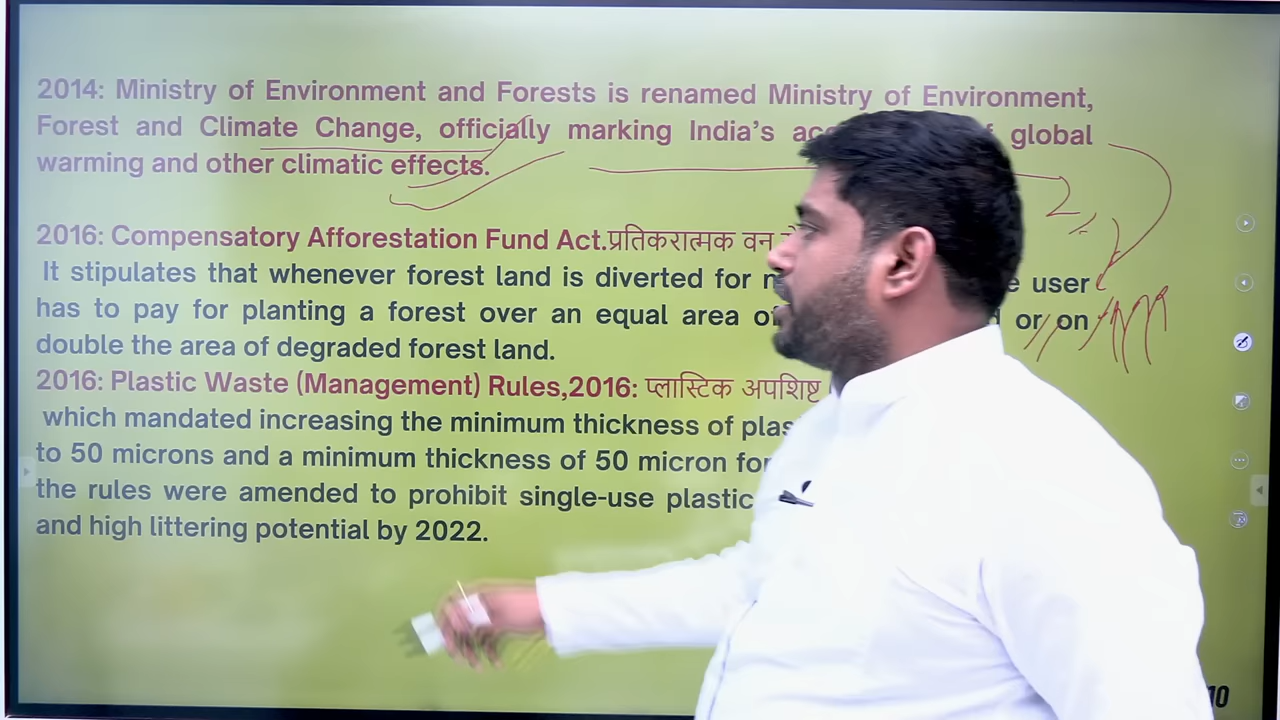 2014: Ministry of Environment and Forests is renamed Ministry of Environment,
Forest and Climate Change, officially marking India's global
warming and other climatic effects.
2016: Compensatory Afforestation Fund Act.प्रतिकरात्मक वन
It stipulates that whenever forest land is diverted for user
has to pay for planting a forest over an equal area of or on
double the area of degraded forest land.
2016: Plastic Waste (Management) Rules,2016: प्लास्टिक अपशिष्ट
which mandated increasing the minimum thickness of
to 50 microns and a minimum thickness of 50 micron
the rules were amended to prohibit single-use plastic
and high littering potential by 2022.
10